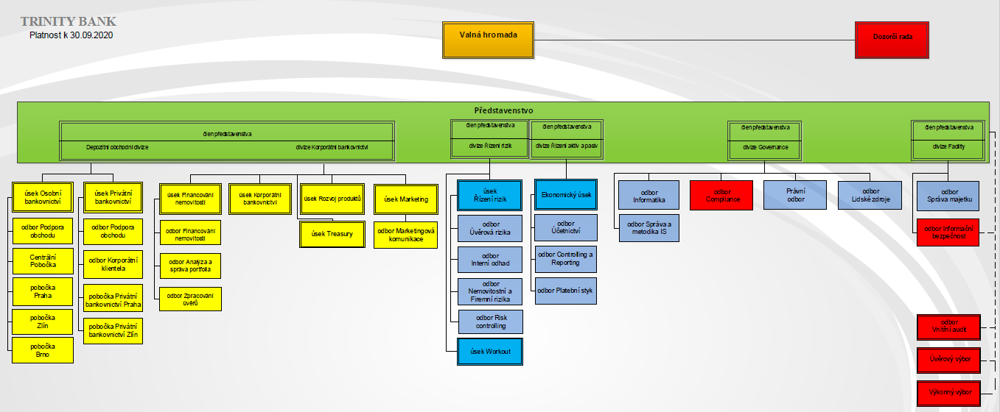 TRINITY BANK
Platnost k 30.09.2020
Valná hromada
Dozorčí rada
Představenstvo
člen představenstva
Depozitní obchodní divize
divize Korporátní bankovnictví
člen představenstva
divize Řízení rizik
člen představenstva
divize Řízení aktiv a pasiv
člen představenstva
divize Governance
člen představenstva
divize Facility
úsek Osobní
bankovnictví
odbor Podpora
obchodu
Centrální
Pobočka
pobočka
Praha
pobočka
Zlín
pobočka
Brno
úsek Privátní
bankovnictví
odbor Podpora
obchodu
odbor Korporátní
klientela
pobočka Privátní
bankovnictví Praha
pobočka Privátní
bankovnictví Zlín
úsek Financování
nemovitostí
odbor Financování
nemovitostí
odbor Analýza a
správa portfolia
odbor Zpracování
úvěrů
úsek Korporátní
bankovnictví
úsek Rozvoj produktů
úsek Treasury
úsek Marketing
odbor Marketingová
komunikace
úsek
Řízení rizik
odbor
Úvěrová rizika
odbor
Interní odhad
odbor
Nemovitostní a
Firemní rizika
odbor Risk
controlling
úsek Workout
Ekonomický úsek
odbor
Účetnictví
odbor Controlling a
Reporting
odbor Platební styk
odbor
Informatika
odbor Správa a
metodika IS
odbor
Compliance
Právní
odbor
odbor
Lidské zdroje
odbor
Správa majetku
odbor Informační
bezpečnost
odbor
Vnitřní audit
Úvěrový výbor
Výkonný výbor